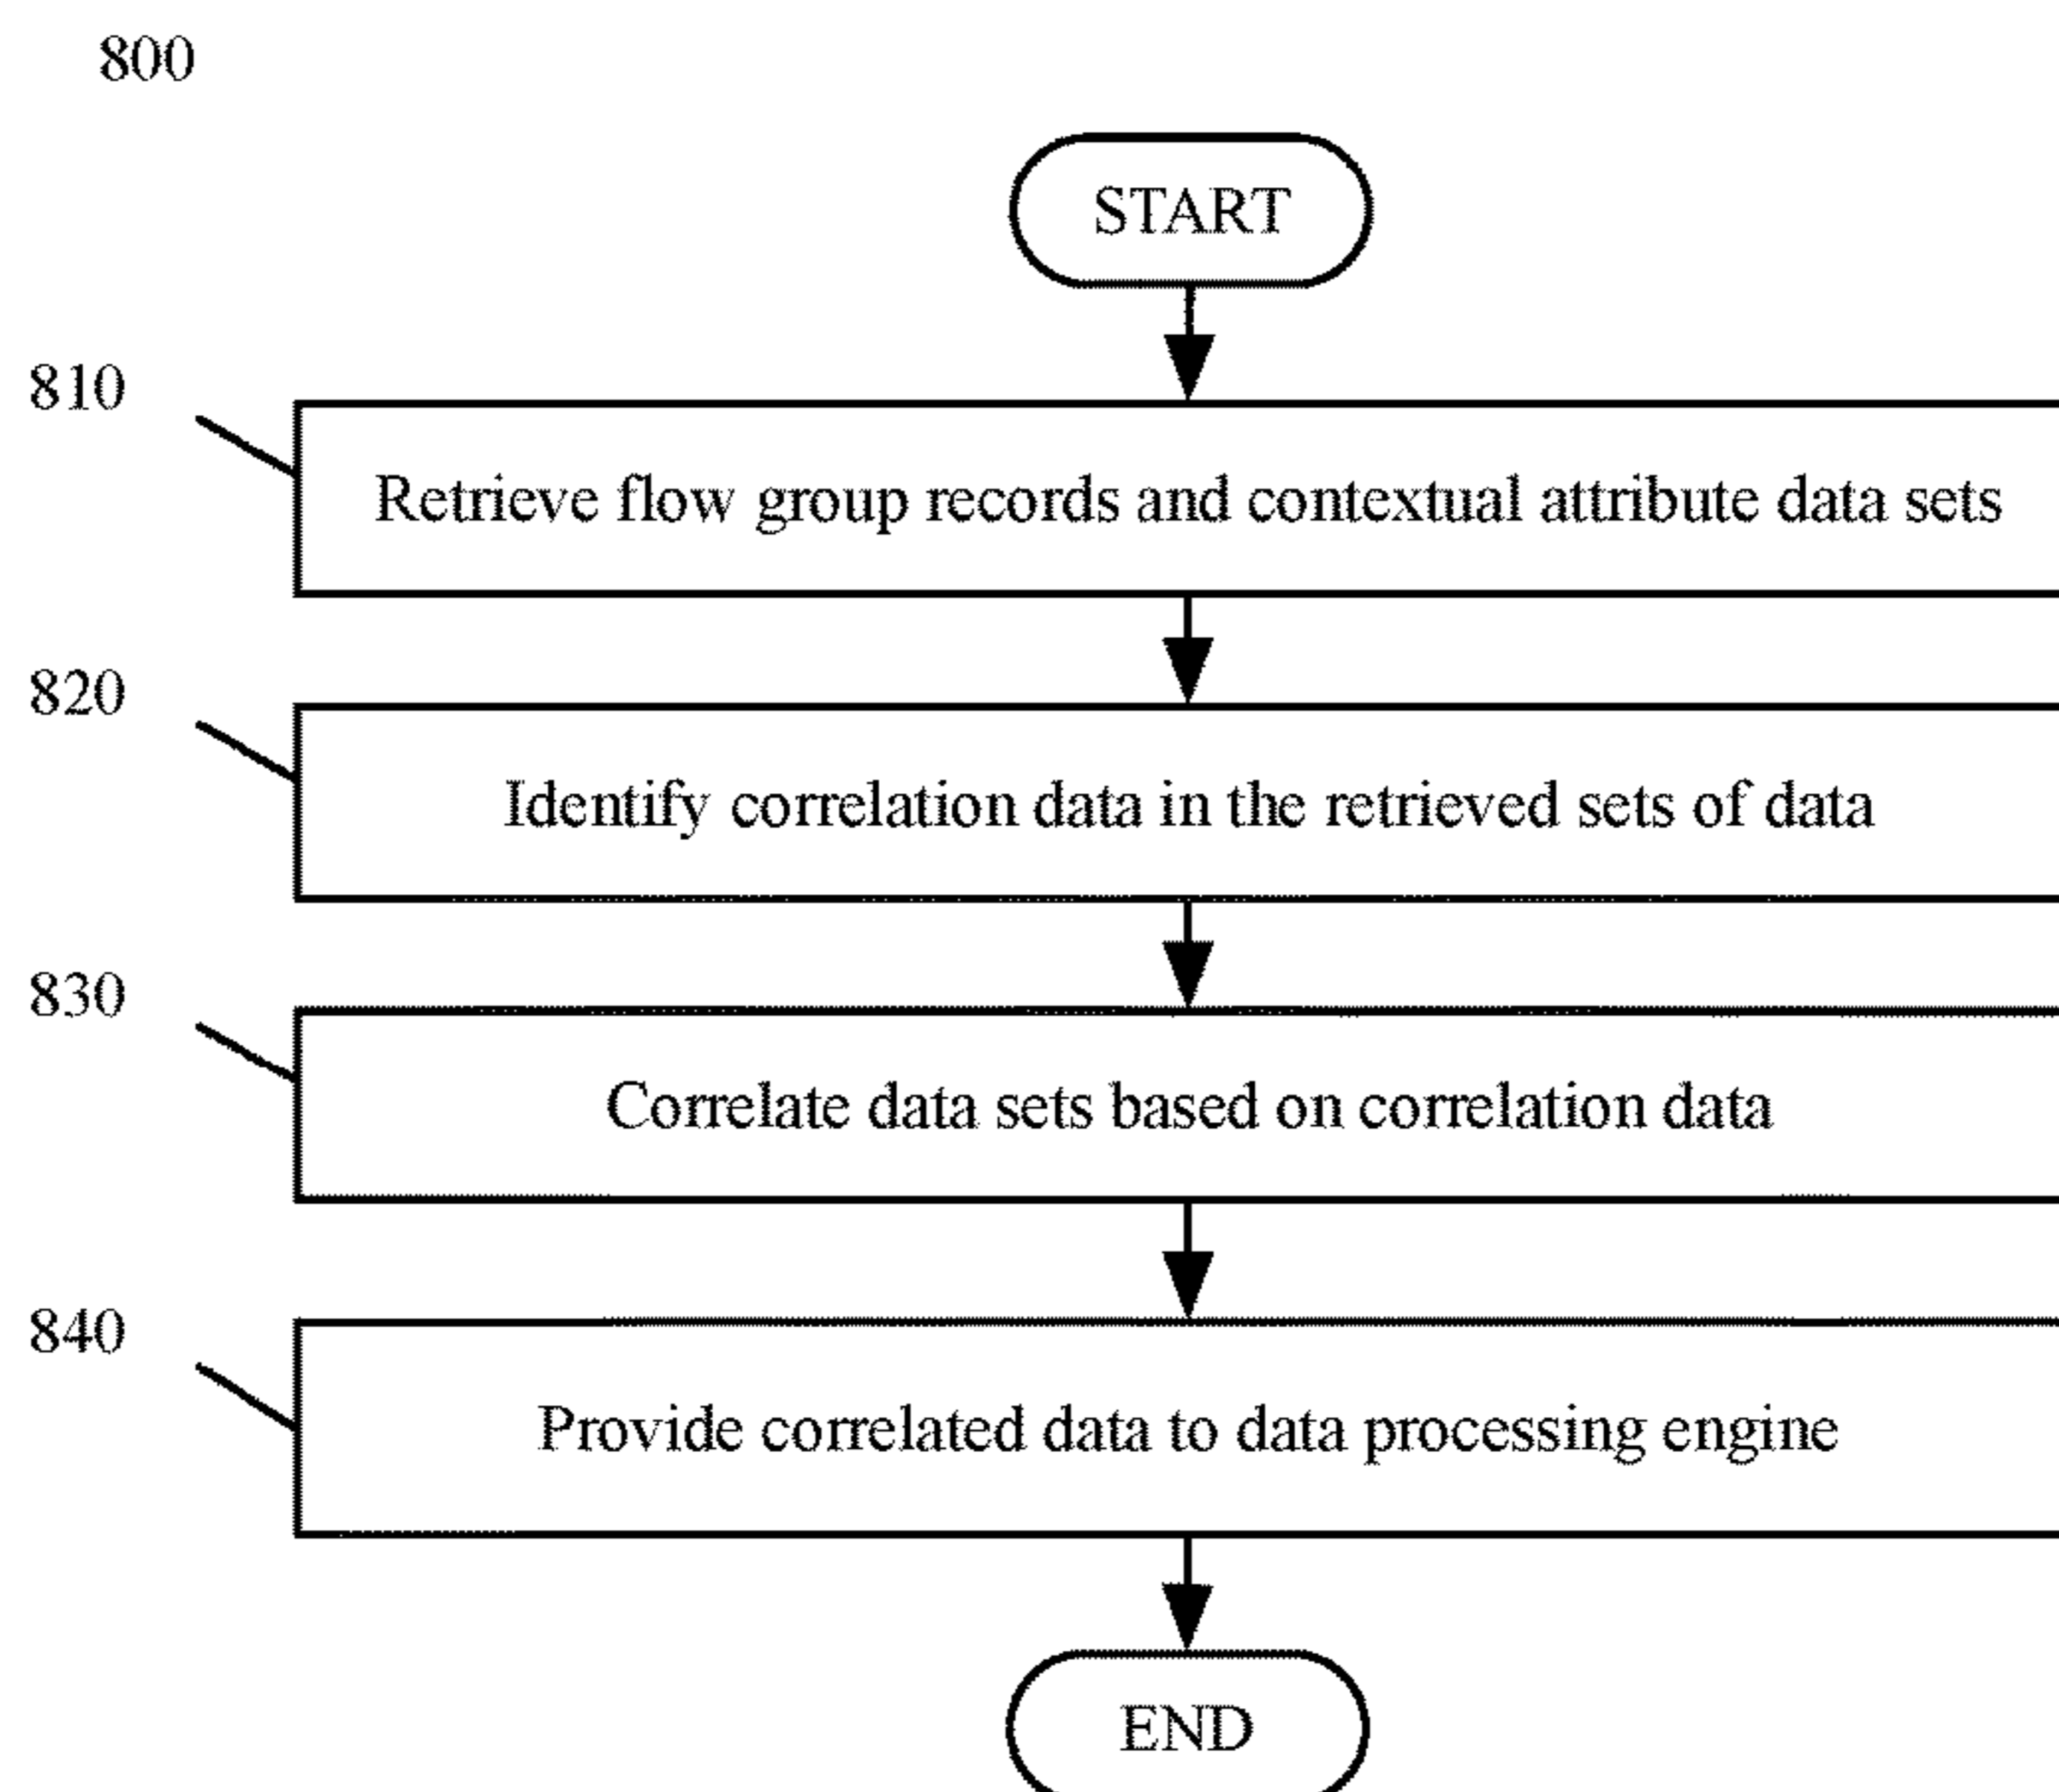 800
START
810
Retrieve flow group records and contextual attribute data sets
820
Identify correlation data in the retrieved sets of data
830
Correlate data sets based on correlation data
840
Provide correlated data to data processing engine
END